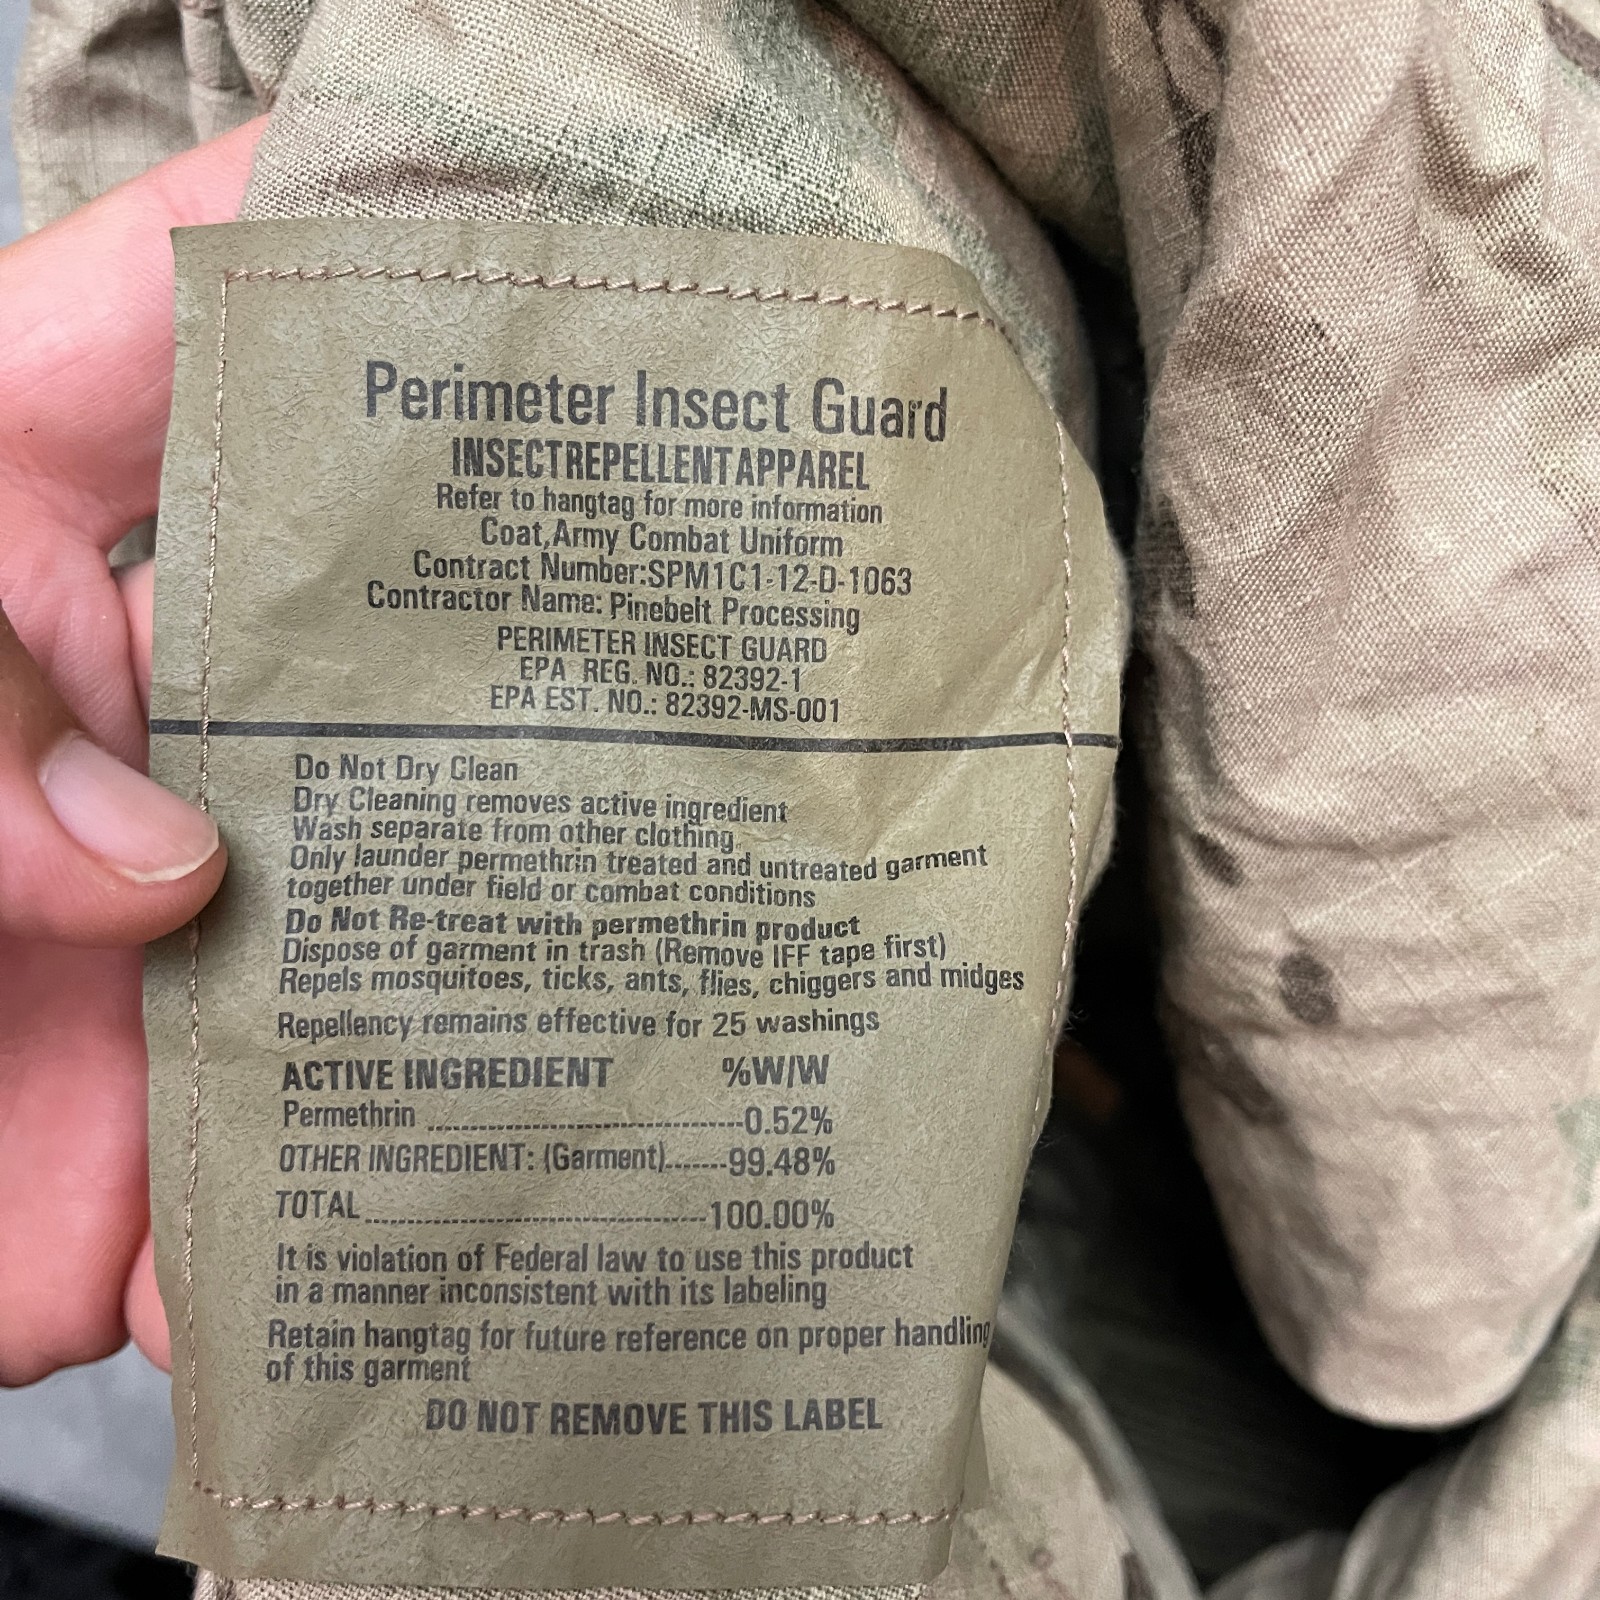 Perimeter Insect Guard
INSECT REPELLENT APPAREL
Refer to hangtag for more information
Coat,Army Combat Uniform
Contract Number:SPM1C1-12-D-1063
Contractor Name: Pinebelt Processing
PERIMETER INSECT GUARD
EPA REG. NO.: 82392-1
EPA EST. NO.: 82392-MS-001
Do Not Dry Clean
Dry Cleaning removes active ingredient
Wash separate from other clothing.
Only launder permethrin treated and untreated garment
together under field or combat conditions
Do Not Re-treat with permethrin product
Dispose of garment in trash (Remove IFF tape first)
Repels mosquitoes, ticks, ants, flies, chiggers and midges
Repellency remains effective for 25 washings
ACTIVE INGREDIENT %W/W
Permethrin ........................................0.52%
OTHER INGREDIENT: (Garment).......99.48%
TOTAL ............................................100.00%
It is violation of Federal law to use this product
in a manner inconsistent with its labeling
Retain hangtag for future reference on proper handling
of this garment
DO NOT REMOVE THIS LABEL